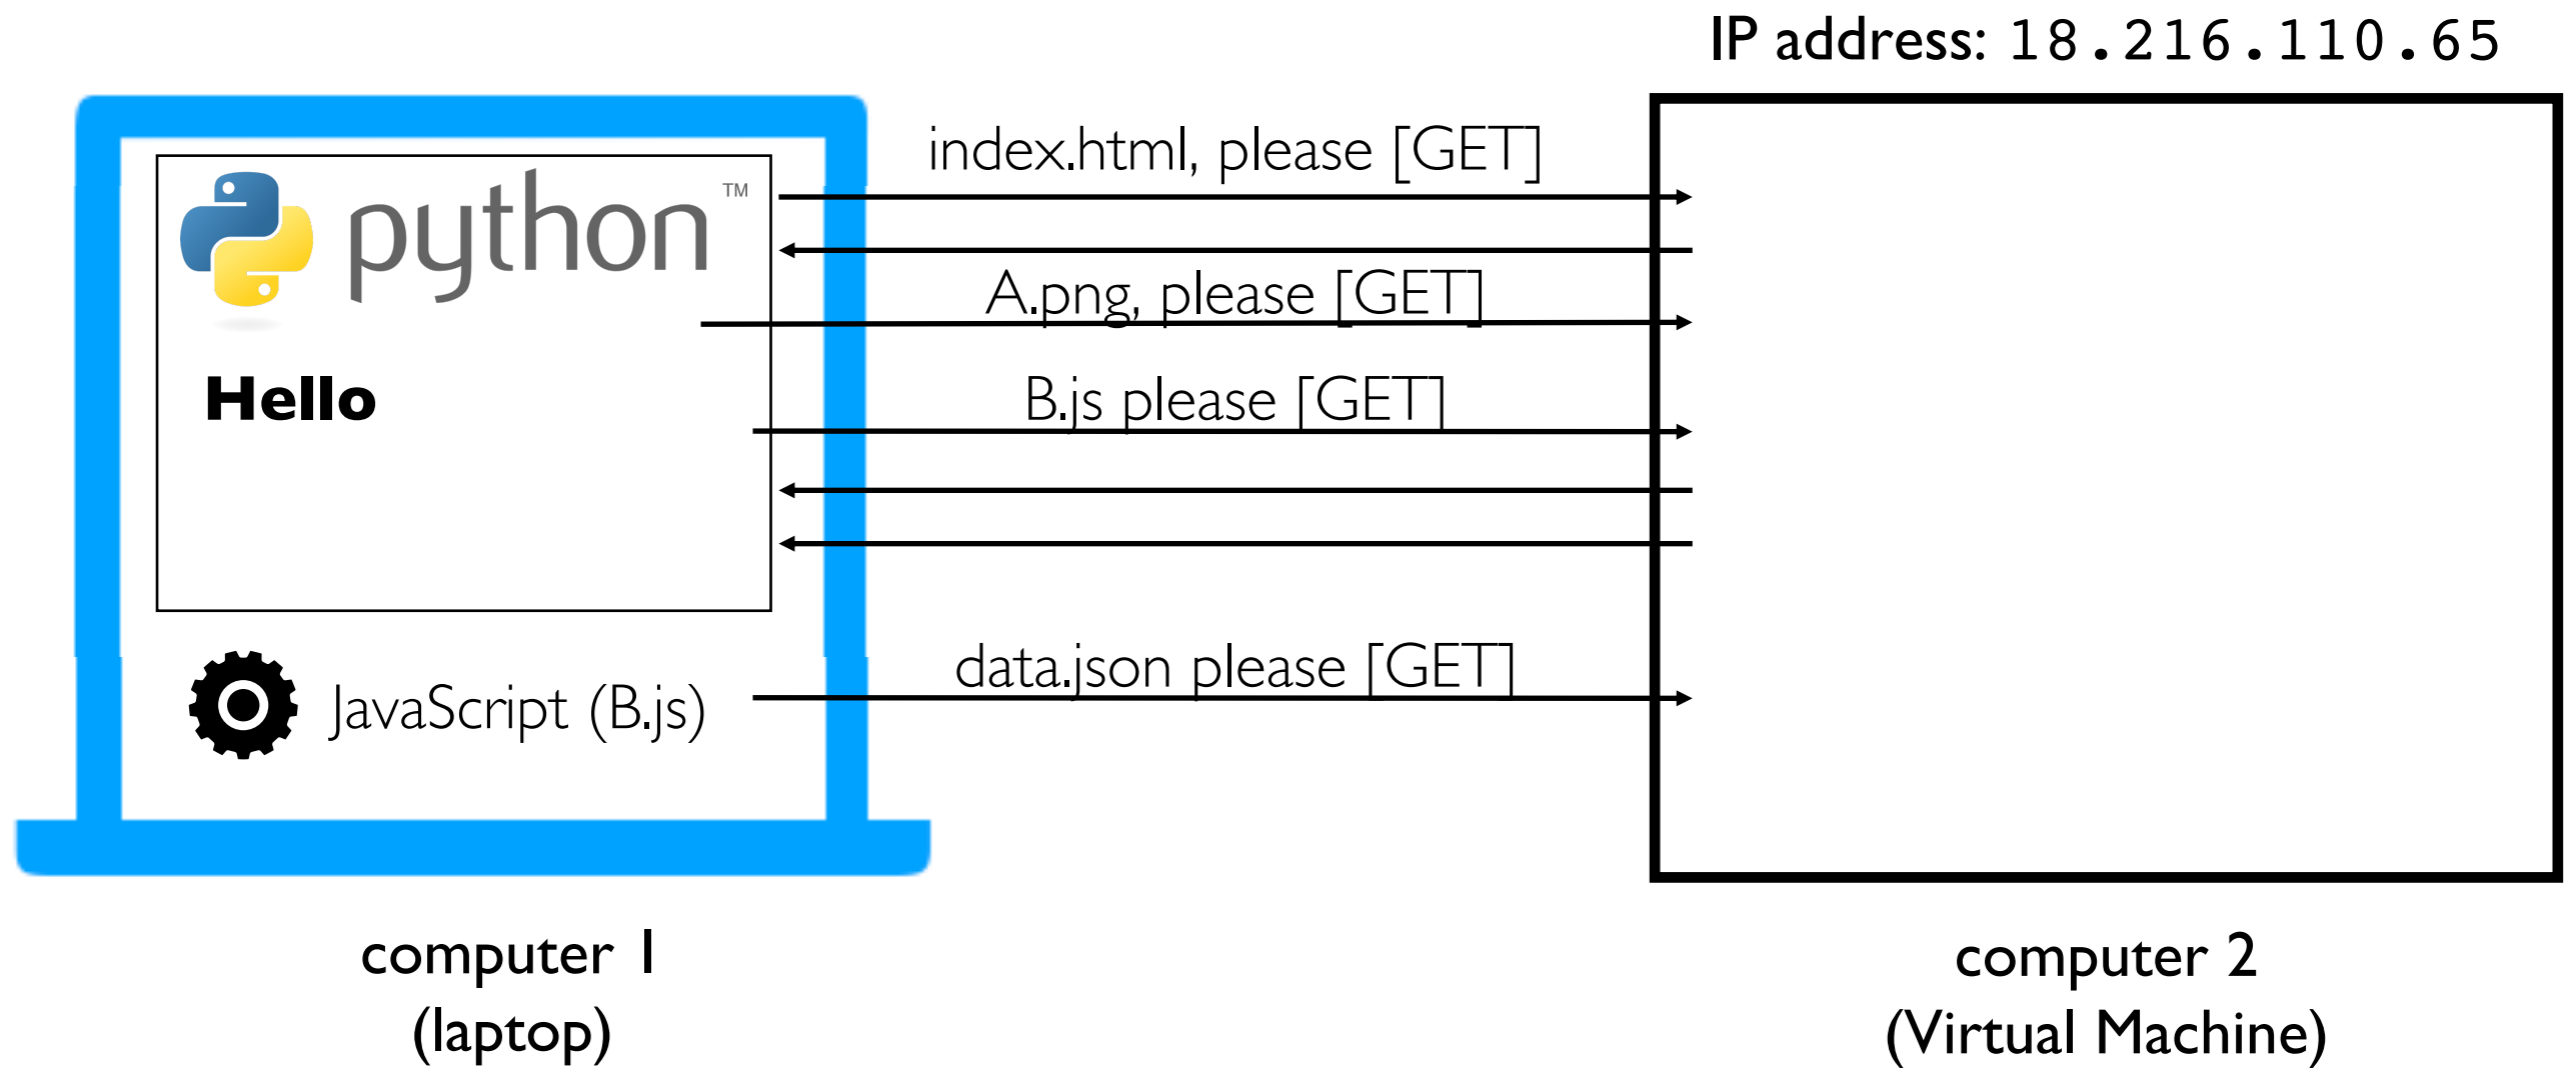 IP address: 18.216.110.65
index.html, please [GET]
python™
A.png, please [GET]
Hello
B.js please [GET]
data.json please [GET]
JavaScript (B.js)
computer 1
(laptop)
computer 2
(Virtual Machine)